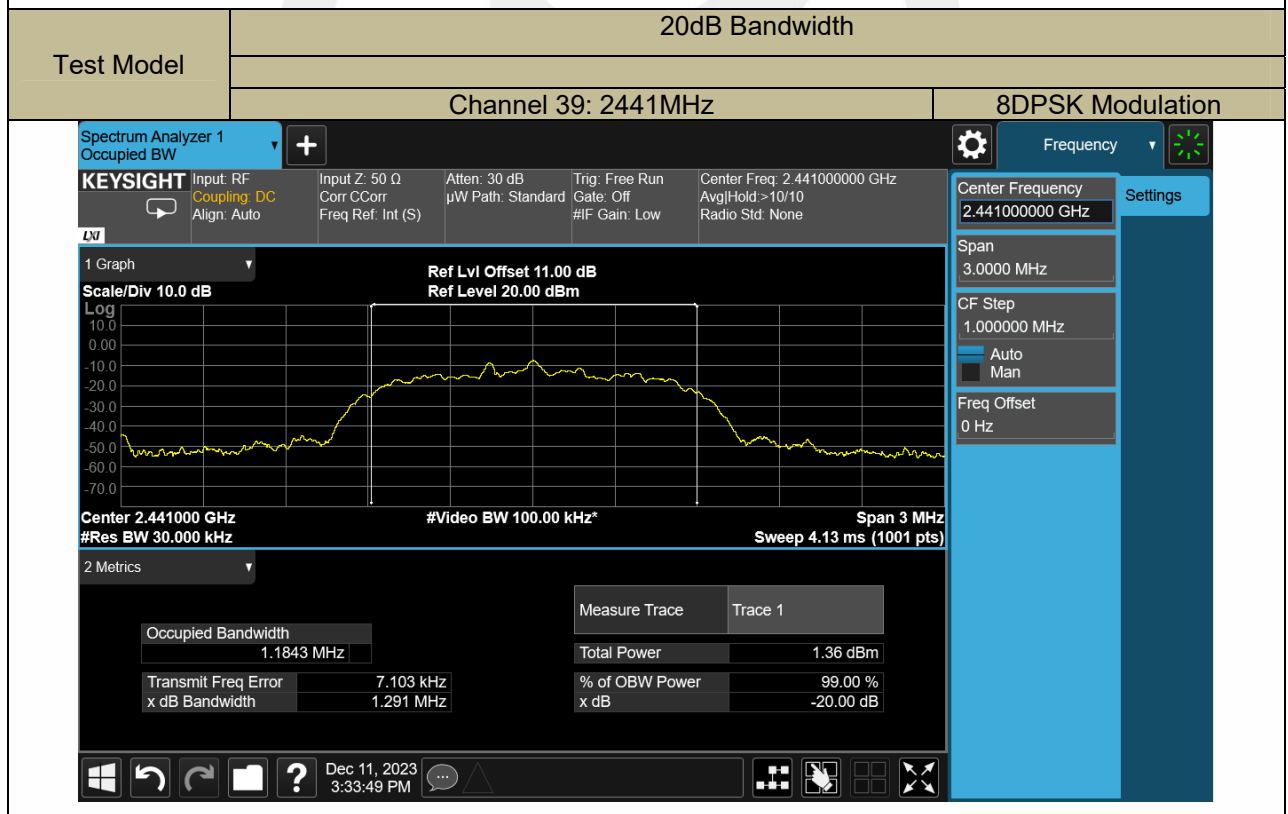 20dB Bandwidth
Test Model
Channel 39: 2441MHz 8DPSK Modulation
Spectrum Analyzer 1
Occupied BW
+
Frequency
KEYSIGHT
LXI
Input: RF
Coupling: DC
Align: Auto
Input Z: 50 Ω
Corr CCorr
Freq Ref: Int (S)
Atten: 30 dB
µW Path: Standard
Trig: Free Run
Gate: Off
#IF Gain: Low
Center Freq: 2.441000000 GHz
Avg|Hold:>10/10
Radio Std: None
Center Frequency
2.441000000 GHz
Settings
Span
3.0000 MHz
CF Step
1.000000 MHz
Auto
Man
Freq Offset
0 Hz
1 Graph
Scale/Div 10.0 dB
Ref Lvl Offset 11.00 dB
Ref Level 20.00 dBm
Log
10.0
0.00
-10.0
-20.0
-30.0
-40.0
-50.0
-60.0
-70.0
Center 2.441000 GHz #Video BW 100.00 kHz* Span 3 MHz
#Res BW 30.000 kHz Sweep 4.13 ms (1001 pts)
2 Metrics
Measure Trace Trace 1
Occupied Bandwidth
1.1843 MHz
Total Power 1.36 dBm
Transmit Freq Error 7.103 kHz
% of OBW Power 99.00 %
x dB Bandwidth 1.291 MHz
x dB -20.00 dB
?
Dec 11, 2023
3:33:49 PM